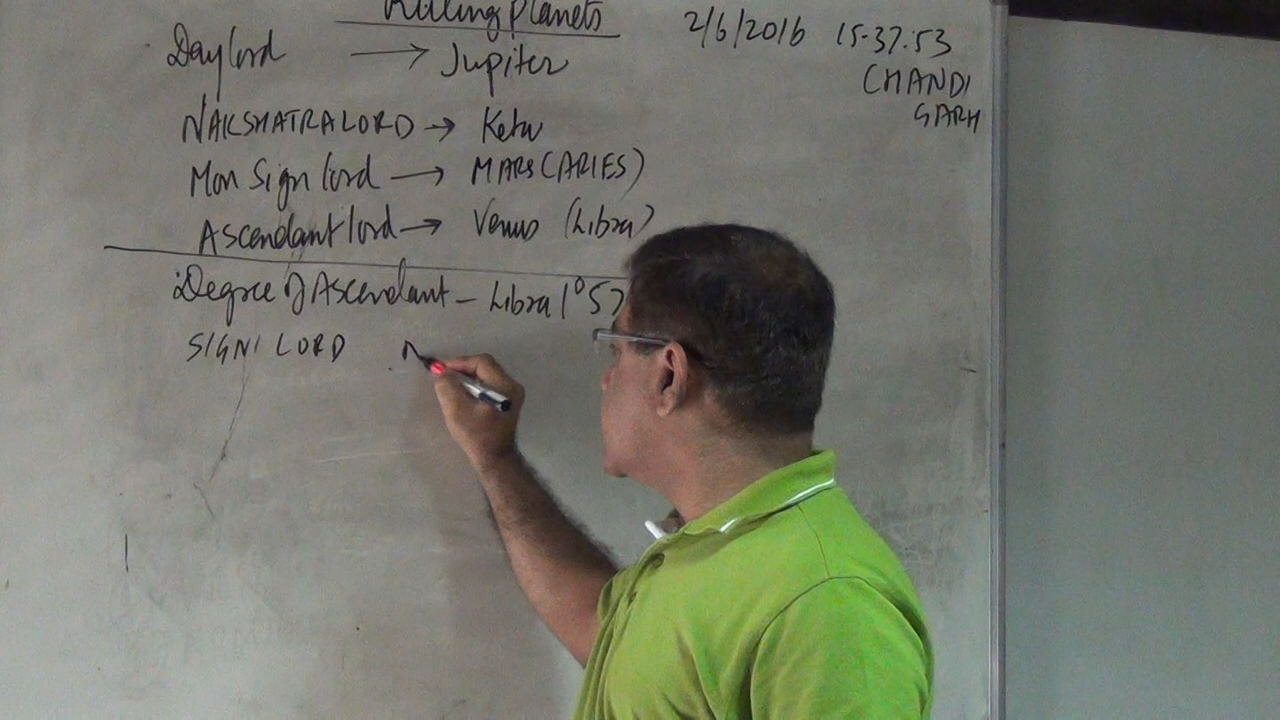 Rulling Planets
2/6/2016 15.37.53
CHANDI
GARH
Day lord → Jupiter
NAKSHATRA LORD → Ketu
Mon Sign lord → MARS (ARIES)
Ascendant lord → Venus (Libra)
Degree of Ascendant - Libra 1°57
SIGNI LORD